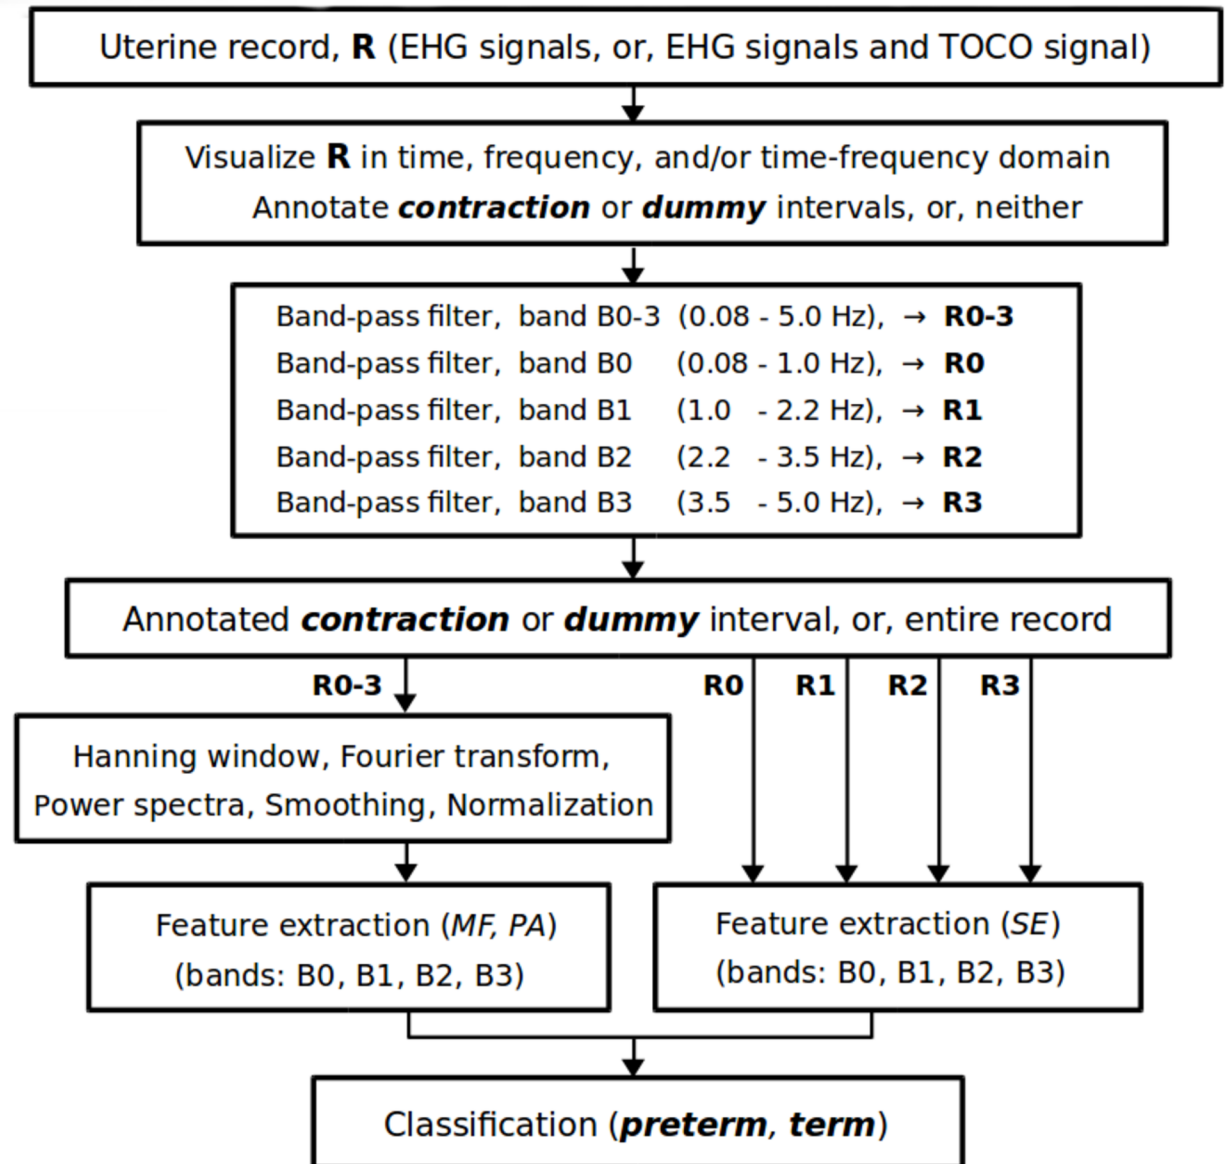 Uterine record, R (EHG signals, or, EHG signals and TOCO signal)
Visualize R in time, frequency, and/or time-frequency domain
Annotate contraction or dummy intervals, or, neither
Band-pass filter, band B0-3 (0.08 - 5.0 Hz), → R0-3
Band-pass filter, band B0 (0.08 - 1.0 Hz), → R0
Band-pass filter, band B1 (1.0 - 2.2 Hz), → R1
Band-pass filter, band B2 (2.2 - 3.5 Hz), → R2
Band-pass filter, band B3 (3.5 - 5.0 Hz), → R3
Annotated contraction or dummy interval, or, entire record
R0-3
R0
R1
R2
R3
Hanning window, Fourier transform,
Power spectra, Smoothing, Normalization
Feature extraction (MF, PA)
(bands: B0, B1, B2, B3)
Feature extraction (SE)
(bands: B0, B1, B2, B3)
Classification (preterm, term)